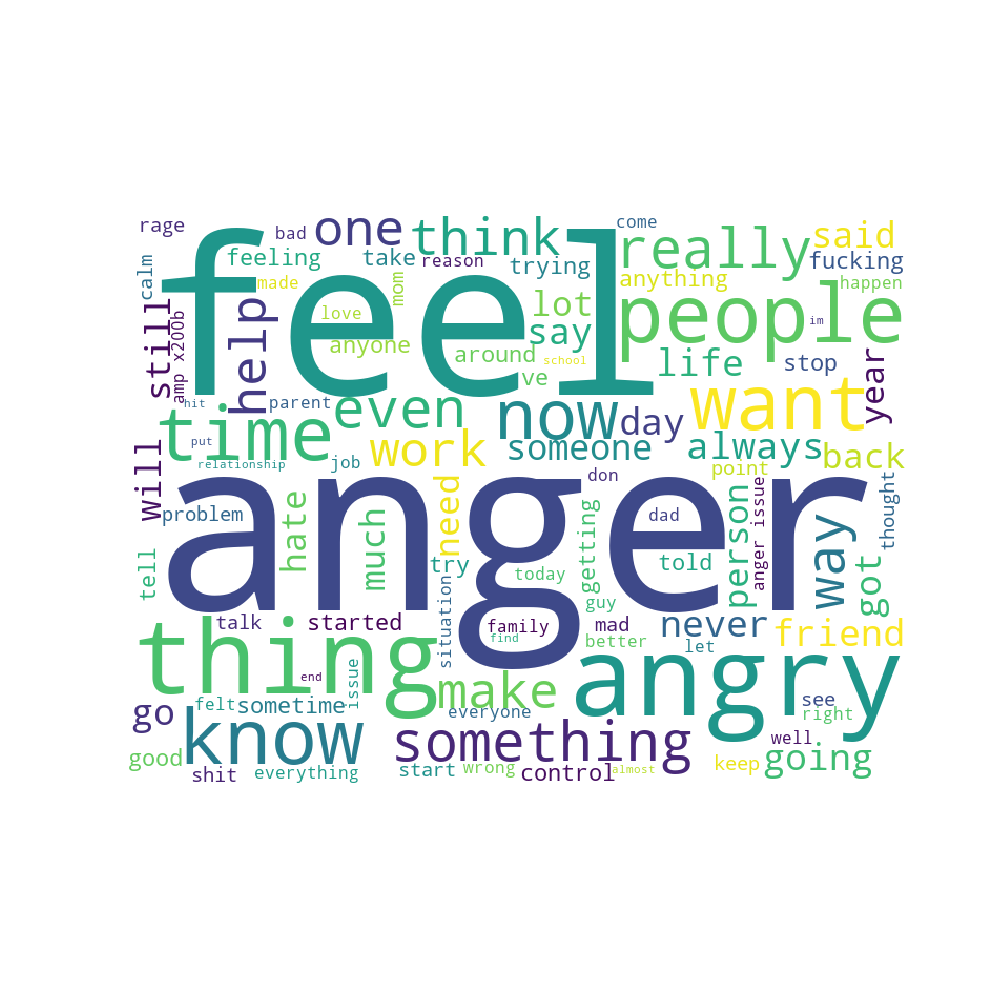 rage
bad
one
think
come
really
said
calm
feeling
take
reason
trying
anything
fucking
feel
made
mom
lot
people
happen
still
amp x200b
help
love
anyone
around
say
school
im
life
stop
year
hit
parent
even
ve
now
day
want
time
put
work
someone
always
back
will
relationship
job
point
problem
anger
need
don
dad
person
anger issue
way
thought
hate
much
try
getting
told
got
tell
today
situation
guy
talk
started
family
mad
never
friend
thing
find
better
let
angry
end
issue
make
go
felt
sometime
everyone
see
right
know
something
well
good
shit
everything
start
wrong
control
almost
keep
going